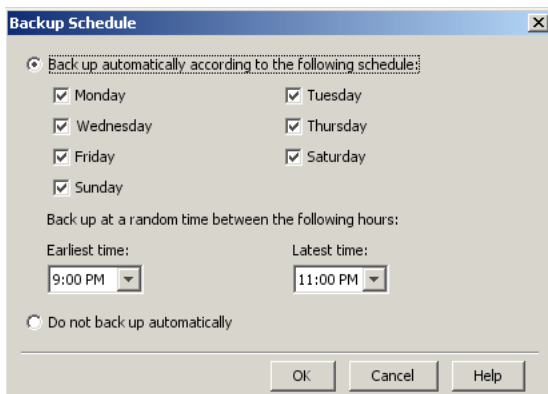 Backup Schedule
Back up automatically according to the following schedule:
Monday
Tuesday
Wednesday
Thursday
Friday
Saturday
Sunday
Back up at a random time between the following hours:
Earliest time:
Latest time:
9:00 PM
11:00 PM
Do not back up automatically
OK
Cancel
Help